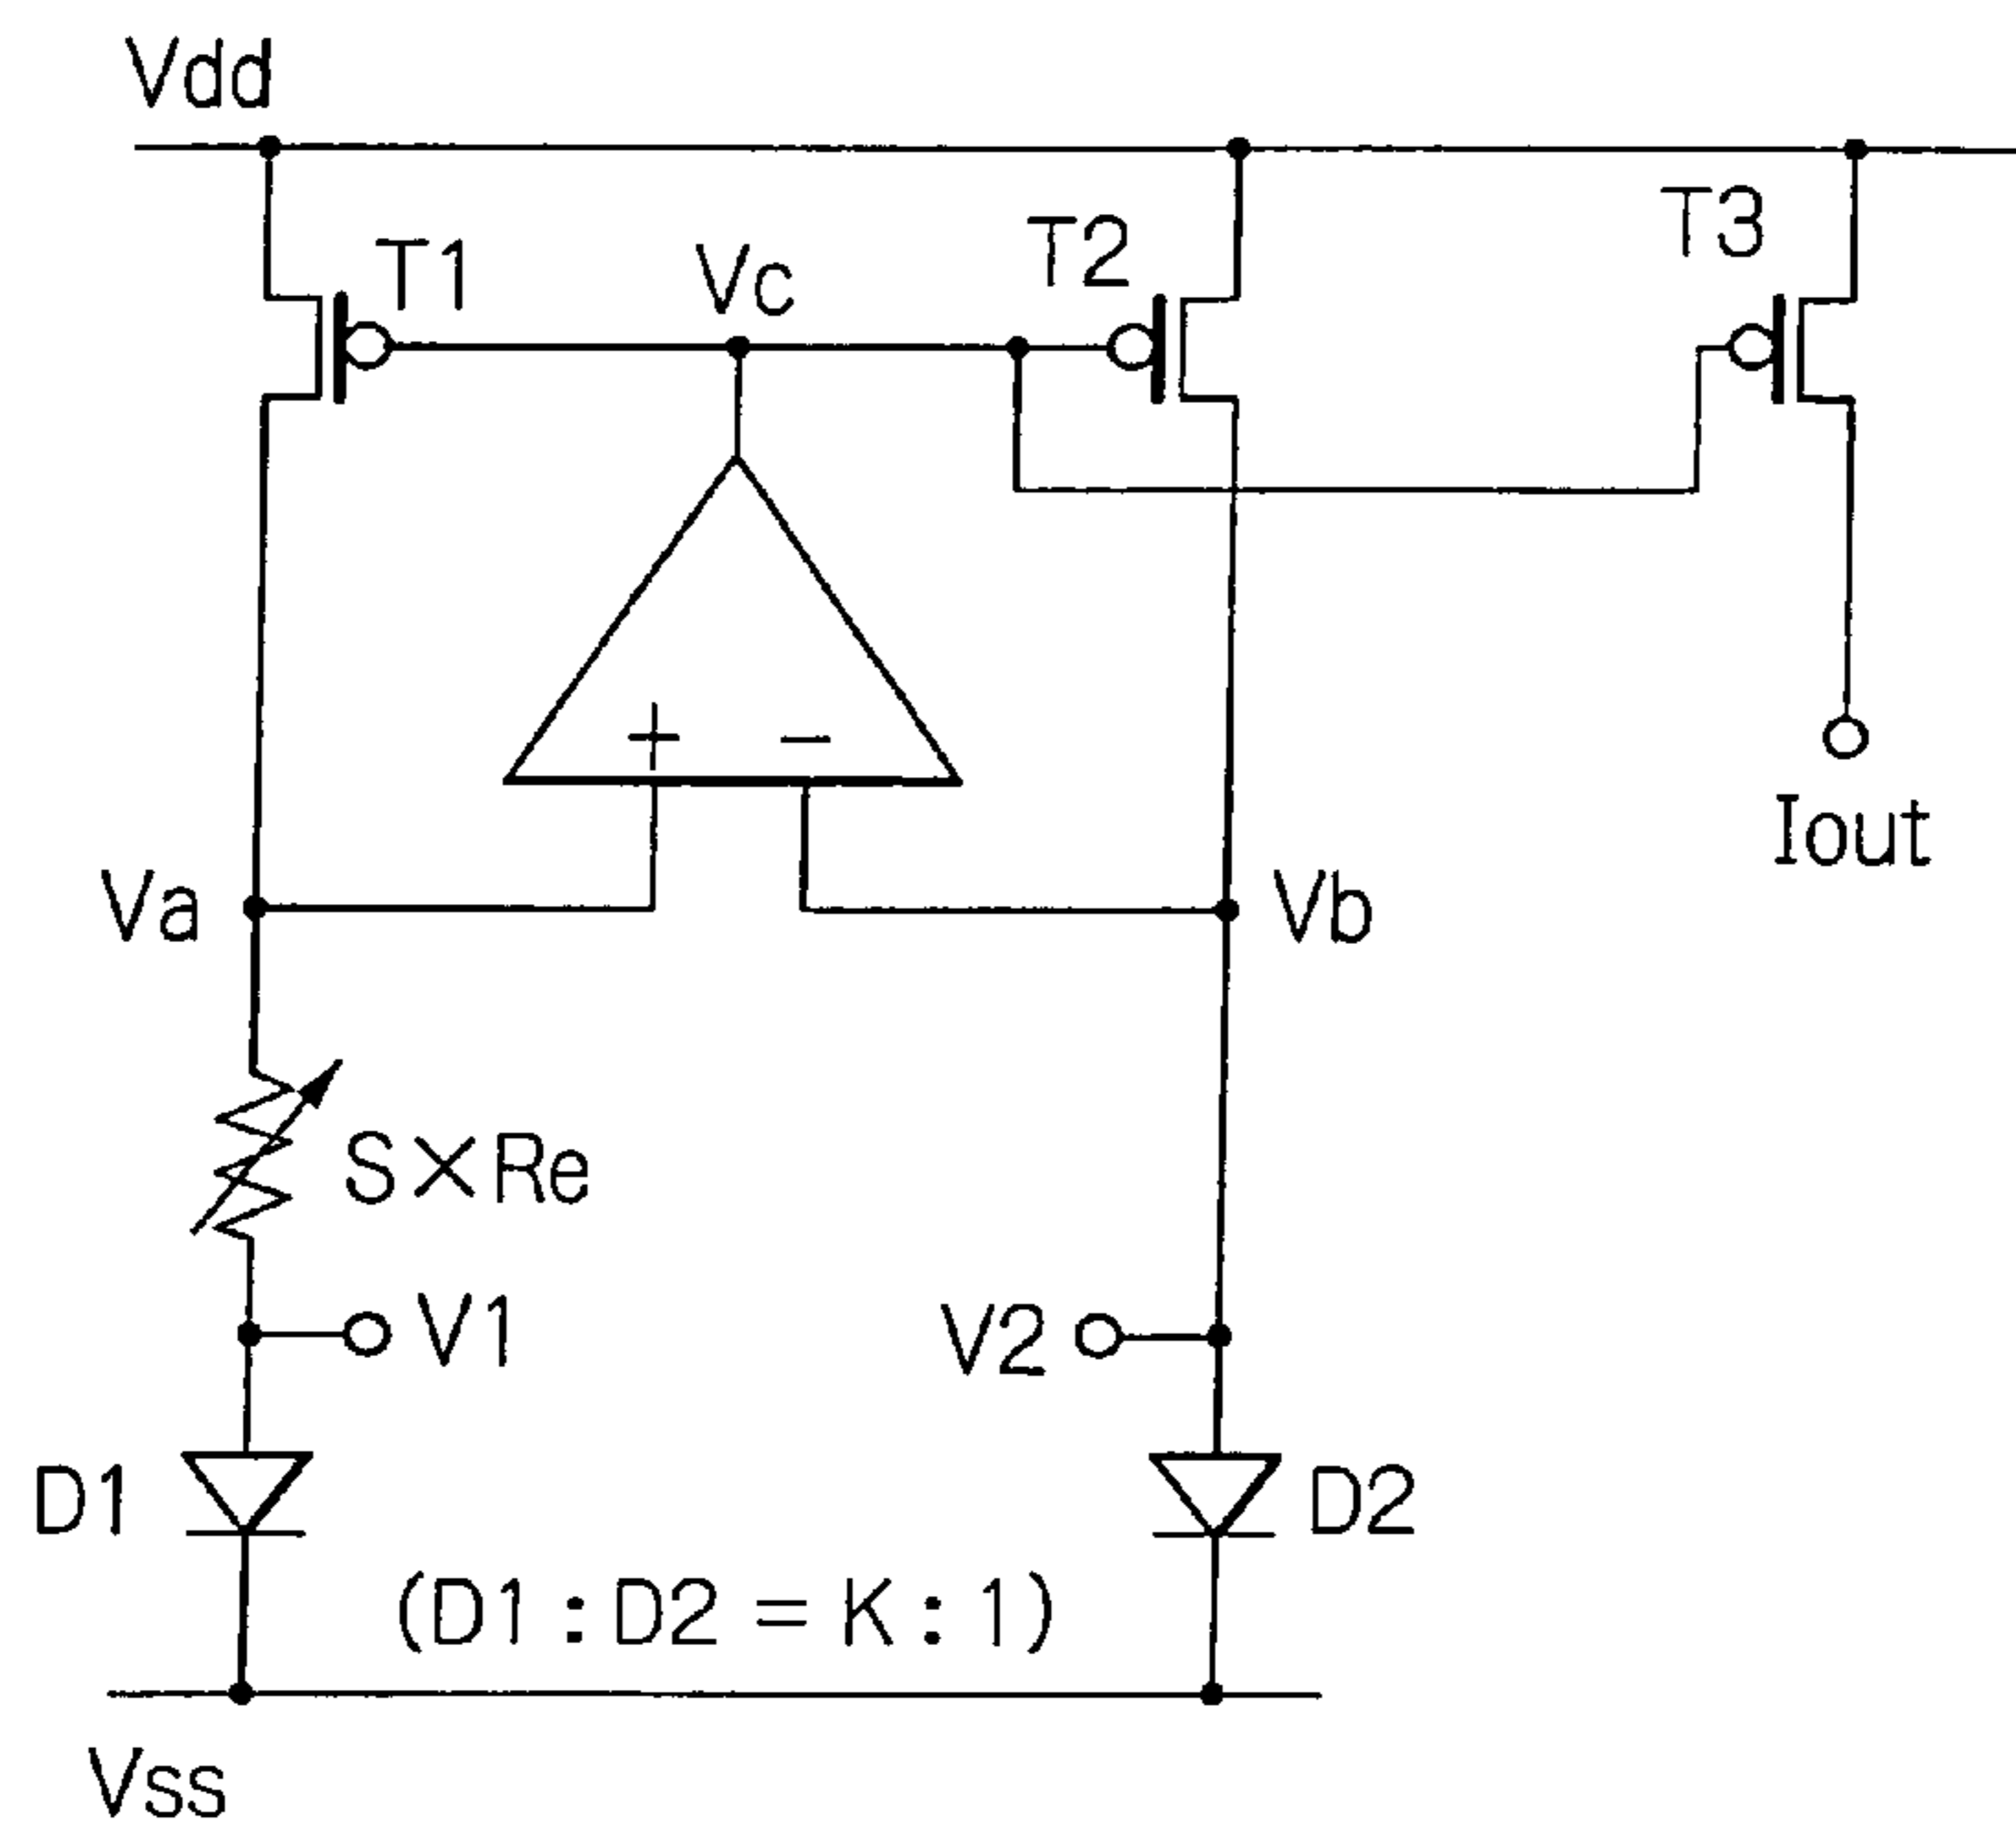 Vdd
T1
Vc
T2
T3
+
−
Iout
Va
Vb
S×Re
V1
V2
D1
D2
(D1:D2=K:1)
Vss